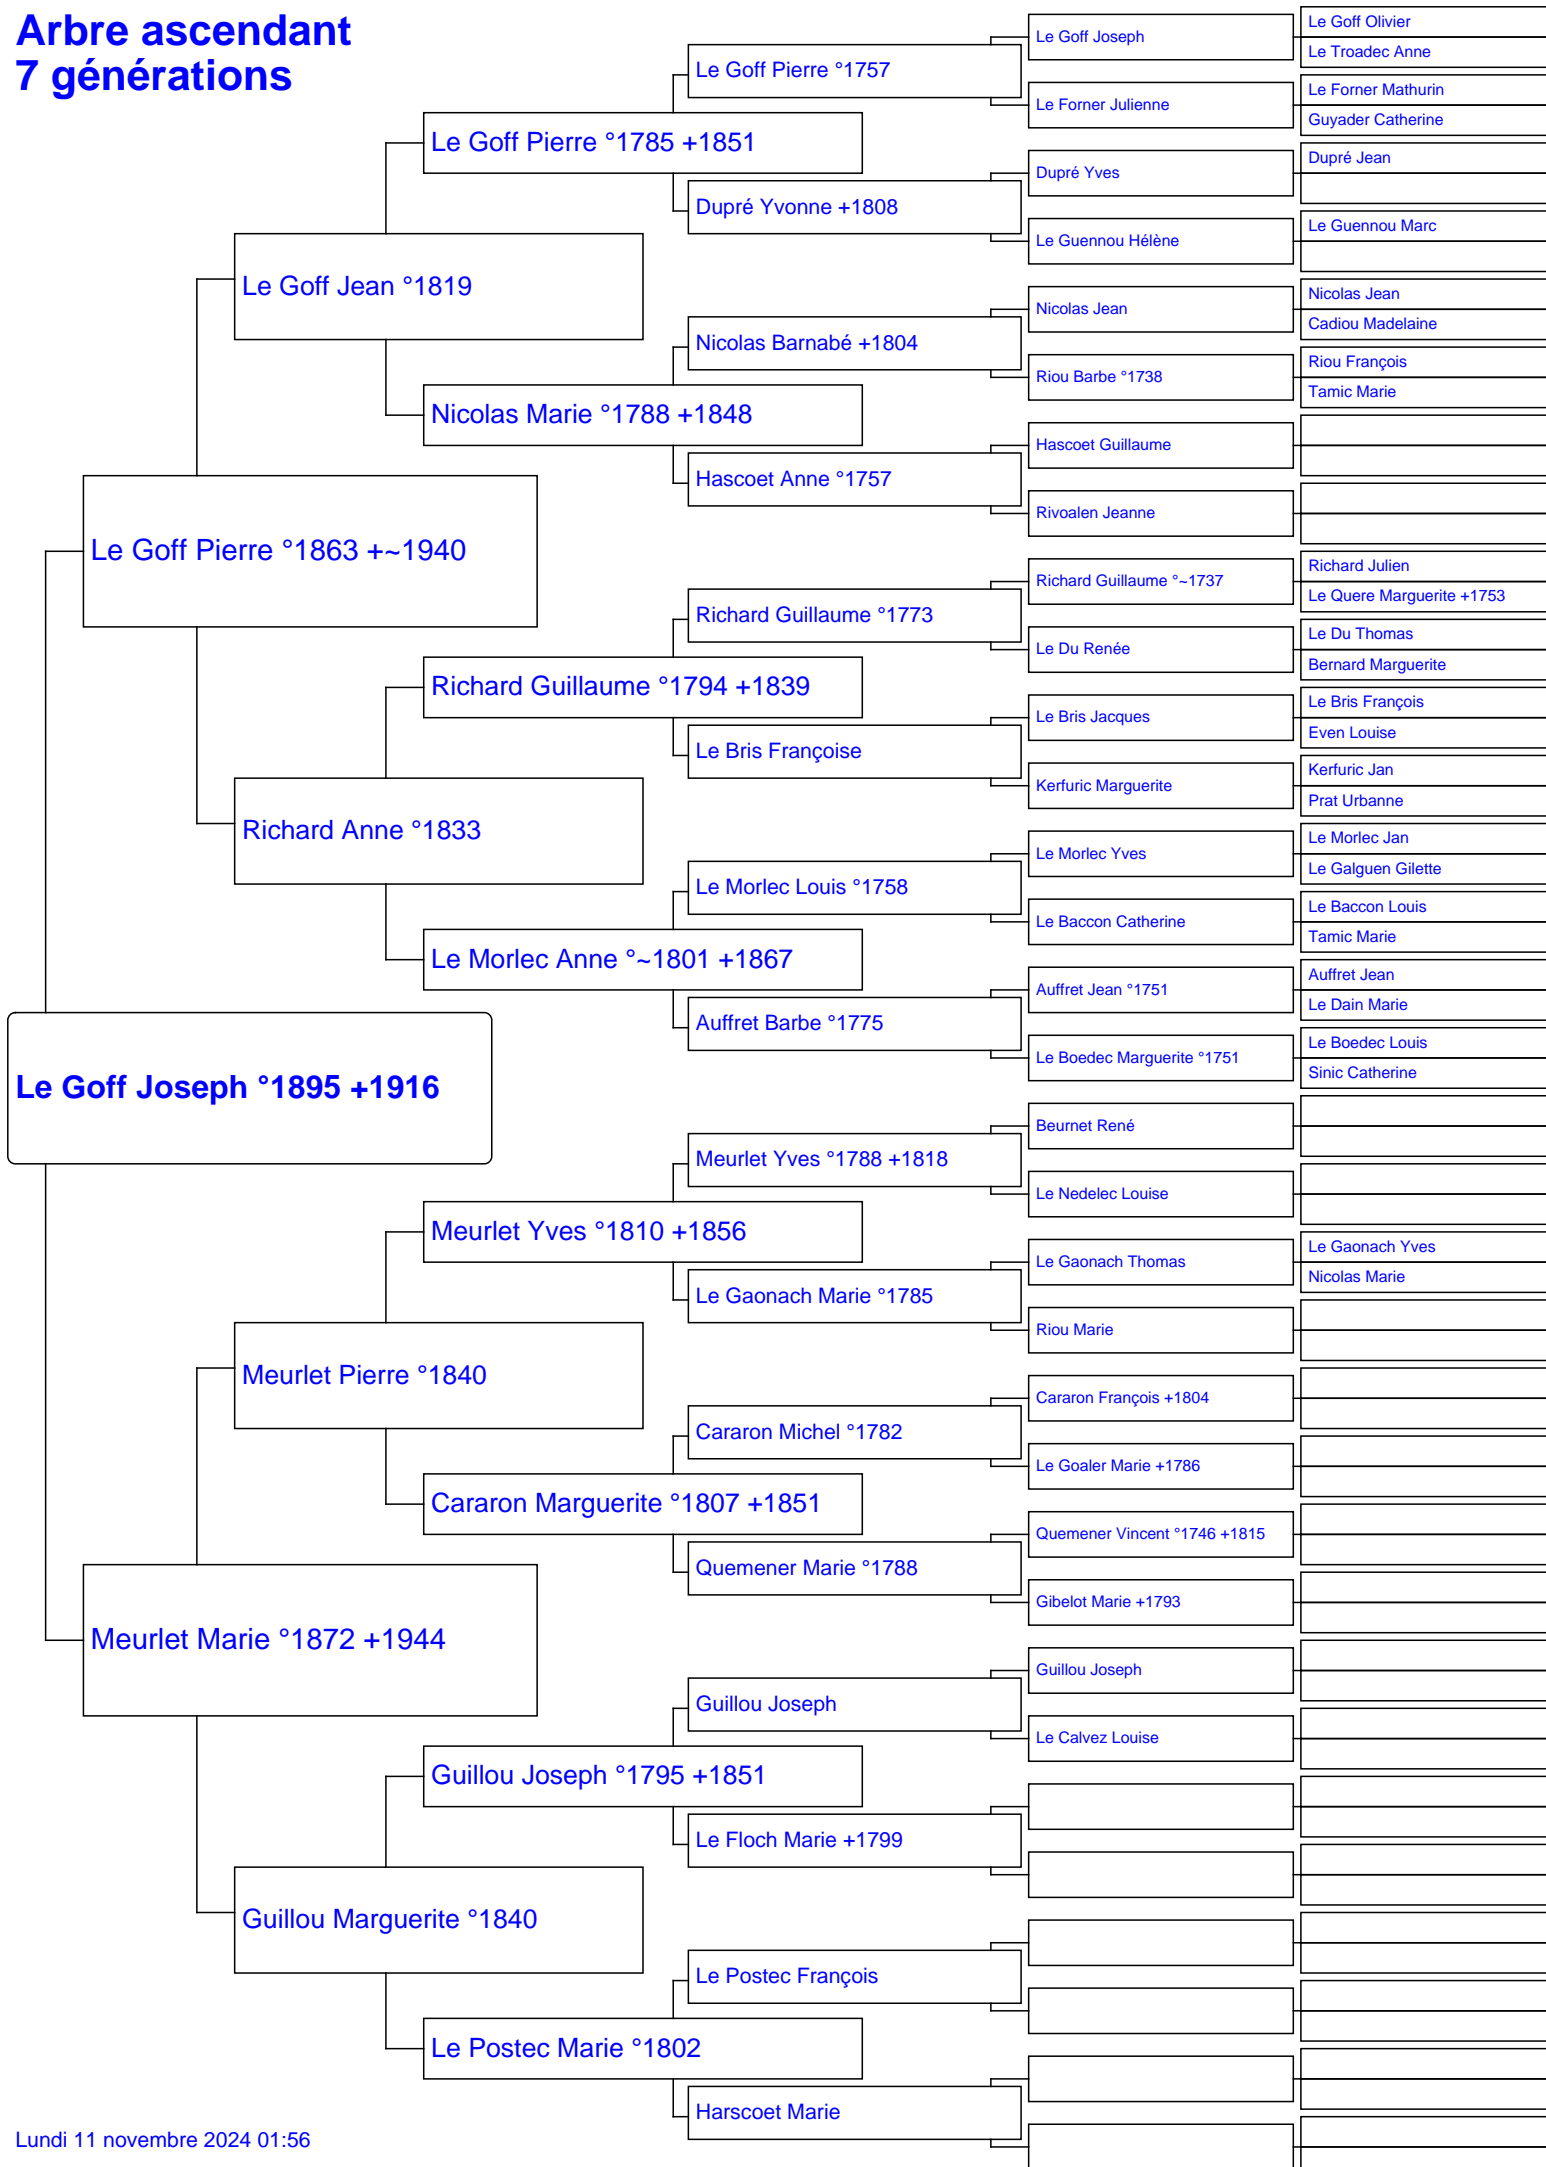 Arbre ascendant
7 générations
Le Goff Joseph °1895 +1916
Le Goff Pierre °1863 +~1940
Meurlet Marie °1872 +1944
Le Goff Jean °1819
Richard Anne °1833
Meurlet Pierre °1840
Guillou Marguerite °1840
Le Goff Pierre °1785 +1851
Nicolas Marie °1788 +1848
Richard Guillaume °1794 +1839
Le Morlec Anne °~1801 +1867
Meurlet Yves °1810 +1856
Cararon Marguerite °1807 +1851
Guillou Joseph °1795 +1851
Le Postec Marie °1802
Le Goff Pierre °1757
Dupré Yvonne +1808
Nicolas Barnabé +1804
Hascoet Anne °1757
Richard Guillaume °1773
Le Bris Françoise
Le Morlec Louis °1758
Auffret Barbe °1775
Meurlet Yves °1788 +1818
Le Gaonach Marie °1785
Cararon Michel °1782
Quemener Marie °1788
Guillou Joseph
Le Floch Marie +1799
Le Postec François
Harscoet Marie
Le Goff Joseph
Le Forner Julienne
Dupré Yves
Le Guennou Hélène
Nicolas Jean
Riou Barbe °1738
Hascoet Guillaume
Rivoalen Jeanne
Richard Guillaume °~1737
Le Du Renée
Le Bris Jacques
Kerfuric Marguerite
Le Morlec Yves
Le Baccon Catherine
Auffret Jean °1751
Le Boedec Marguerite °1751
Beurnet René
Le Nedelec Louise
Le Gaonach Thomas
Riou Marie
Cararon François +1804
Le Goaler Marie +1786
Quemener Vincent °1746 +1815
Gibelot Marie +1793
Guillou Joseph
Le Calvez Louise
Le Goff Olivier
Le Troadec Anne
Le Forner Mathurin
Guyader Catherine
Dupré Jean
Le Guennou Marc
Nicolas Jean
Cadiou Madelaine
Riou François
Tamic Marie
Richard Julien
Le Quere Marguerite +1753
Le Du Thomas
Bernard Marguerite
Le Bris François
Even Louise
Kerfuric Jan
Prat Urbanne
Le Morlec Jan
Le Galguen Gilette
Le Baccon Louis
Tamic Marie
Auffret Jean
Le Dain Marie
Le Boedec Louis
Sinic Catherine
Le Gaonach Yves
Nicolas Marie
Lundi 11 novembre 2024 01:56